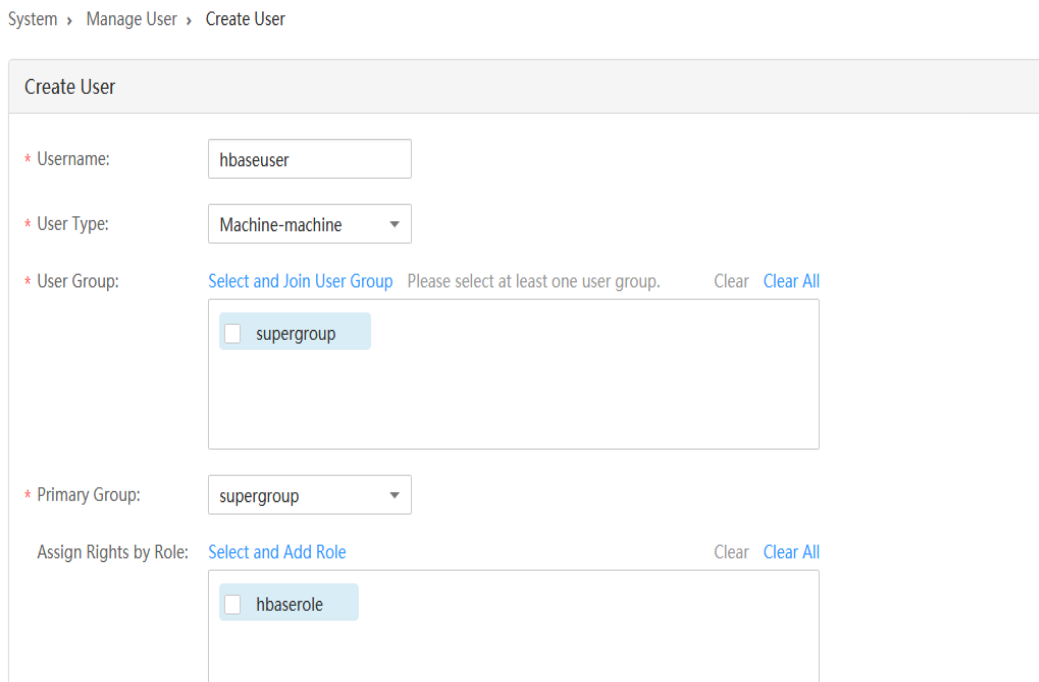 System › Manage User › Create User
Create User
* Username: hbaseuser
* User Type: Machine-machine
* User Group: Select and Join User Group Please select at least one user group. Clear Clear All
supergroup
* Primary Group: supergroup
Assign Rights by Role: Select and Add Role Clear Clear All
hbaserole